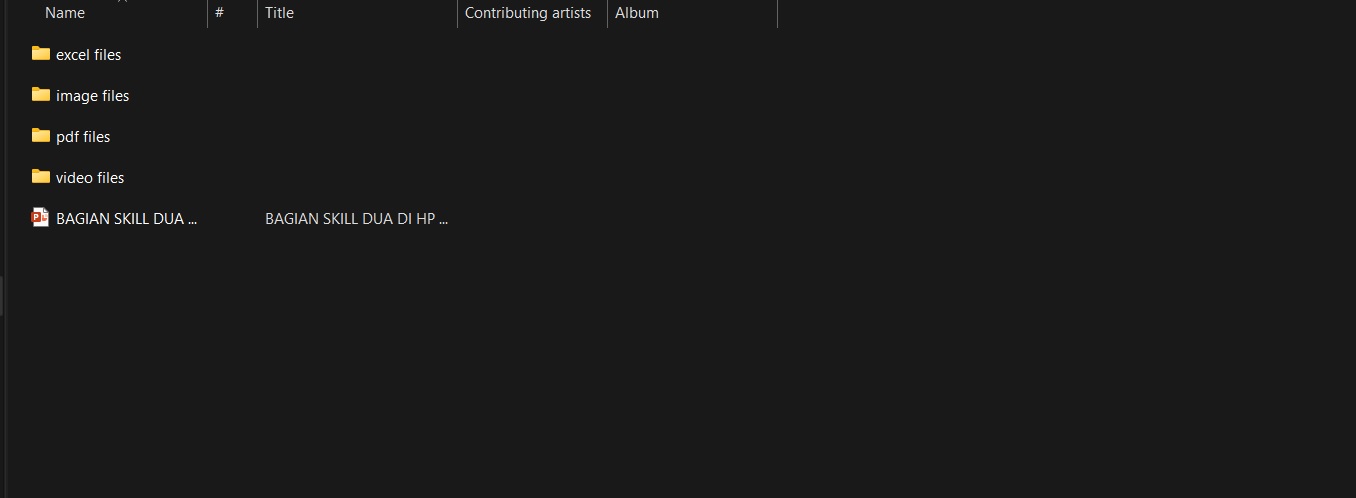 Name # Title Contributing artists Album
excel files
image files
pdf files
video files
BAGIAN SKILL DUA ... BAGIAN SKILL DUA DI HP ...